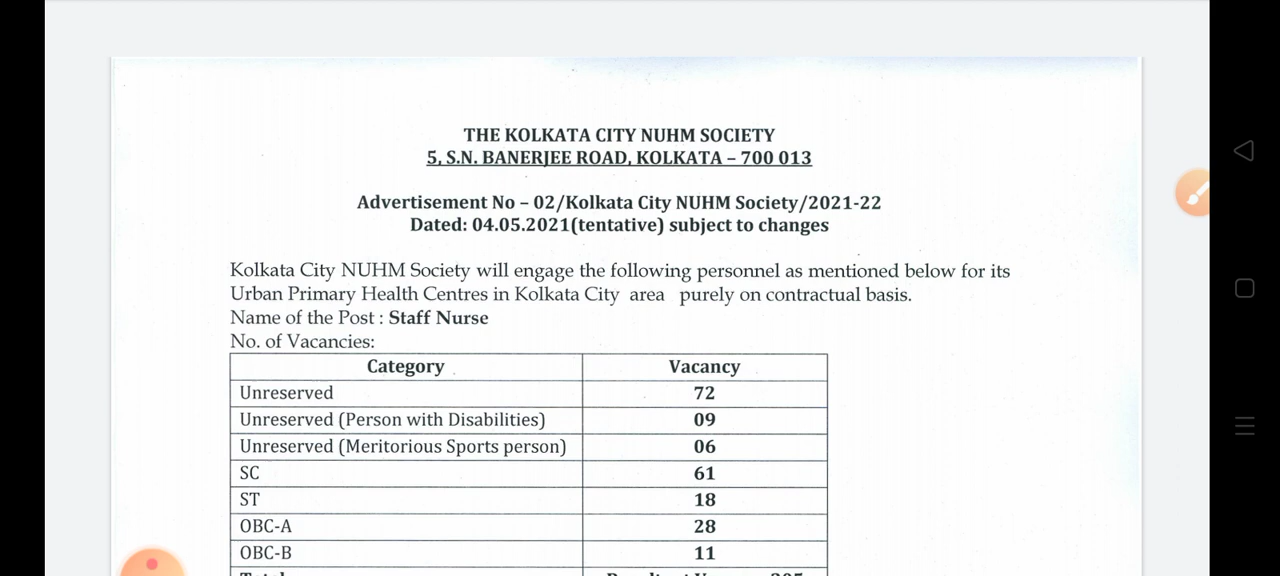 THE KOLKATA CITY NUHM SOCIETY
5, S.N. BANERJEE ROAD, KOLKATA – 700 013
Advertisement No – 02/Kolkata City NUHM Society/2021-22
Dated: 04.05.2021(tentative) subject to changes
Kolkata City NUHM Society will engage the following personnel as mentioned below for its
Urban Primary Health Centres in Kolkata City area purely on contractual basis.
Name of the Post : Staff Nurse
No. of Vacancies:
Category Vacancy
Unreserved 72
Unreserved (Person with Disabilities) 09
Unreserved (Meritorious Sports person) 06
SC 61
ST 18
OBC-A 28
OBC-B 11
Total